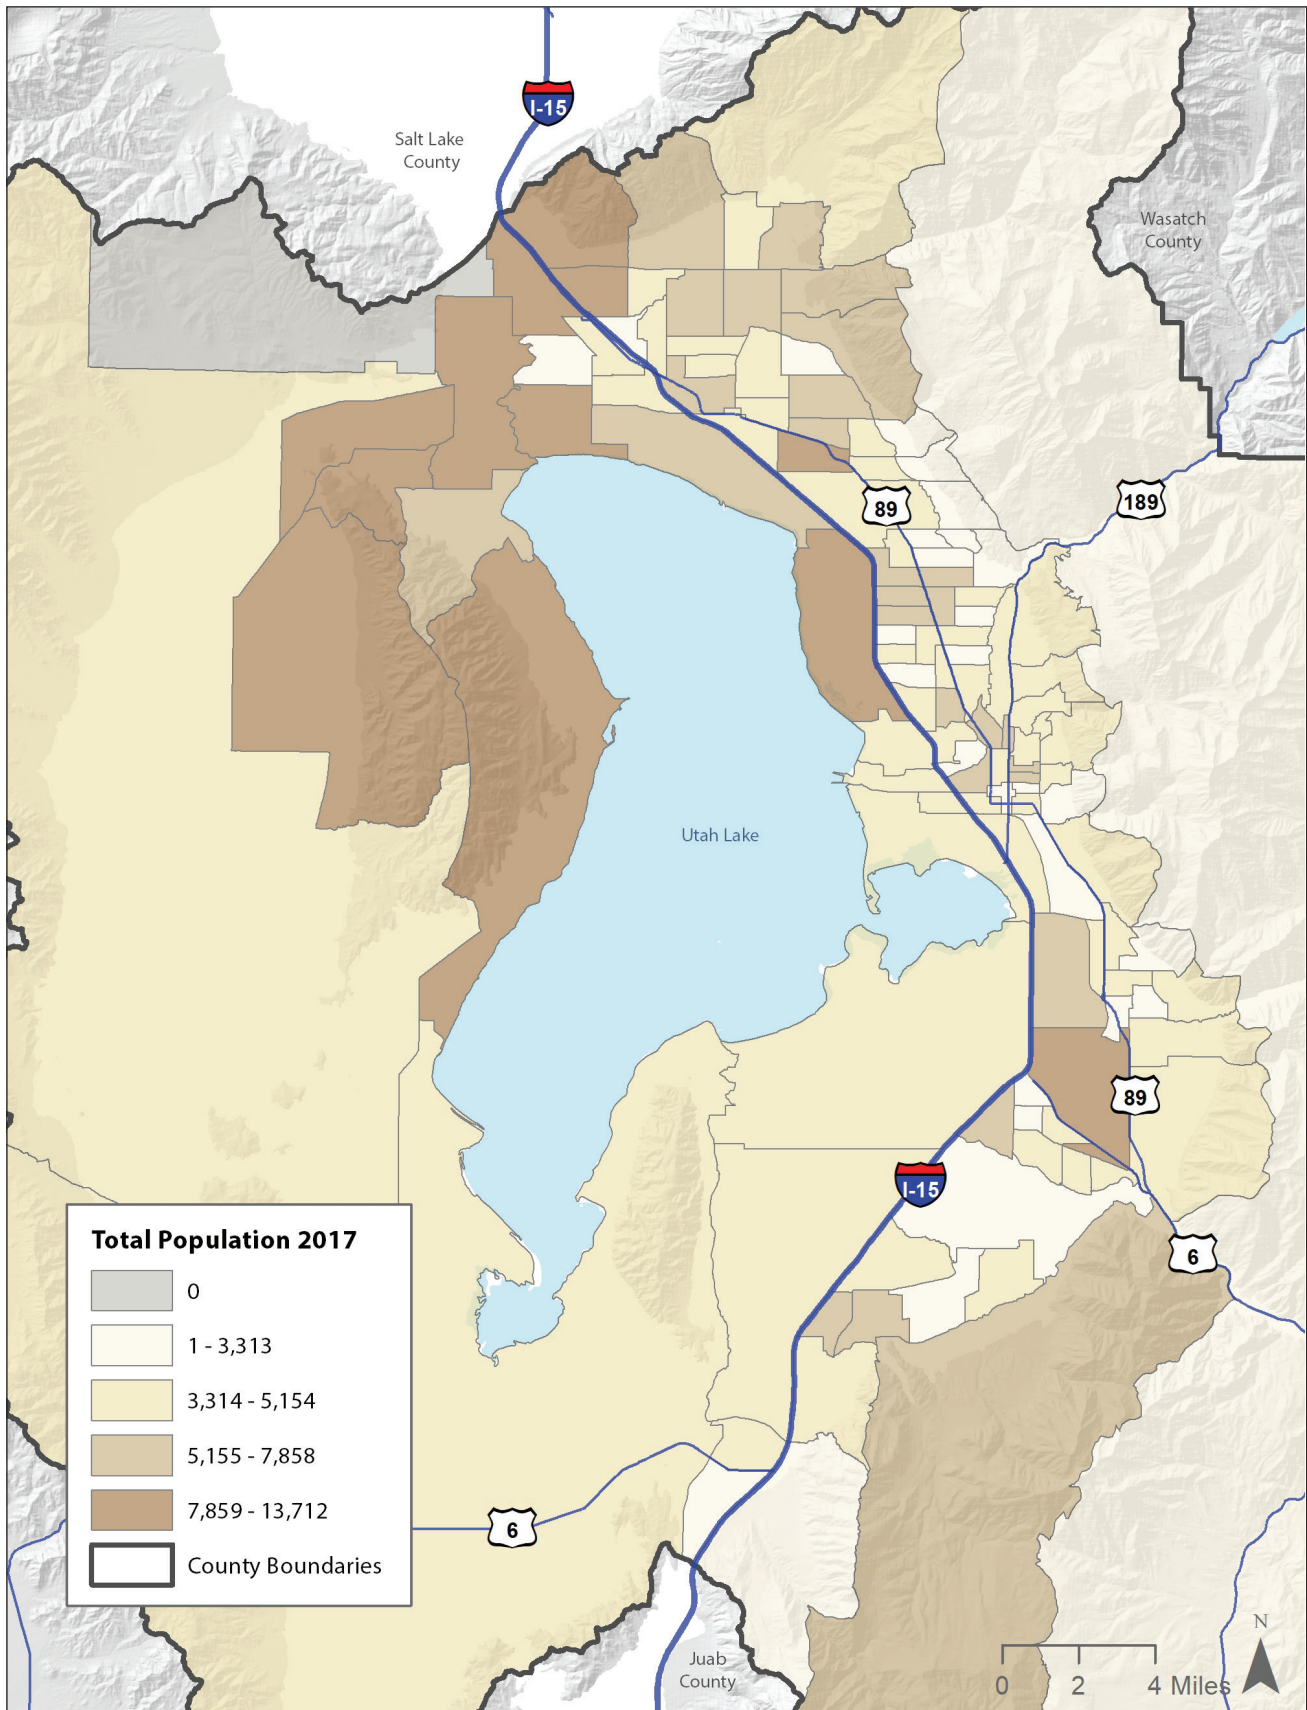 I-15
Salt Lake
County
Wasatch
County
89
189
Utah Lake
89
I-15
6
Total Population 2017
0
1 - 3,313
3,314 - 5,154
5,155 - 7,858
7,859 - 13,712
County Boundaries
6
Juab
County
N
0 2 4 Miles